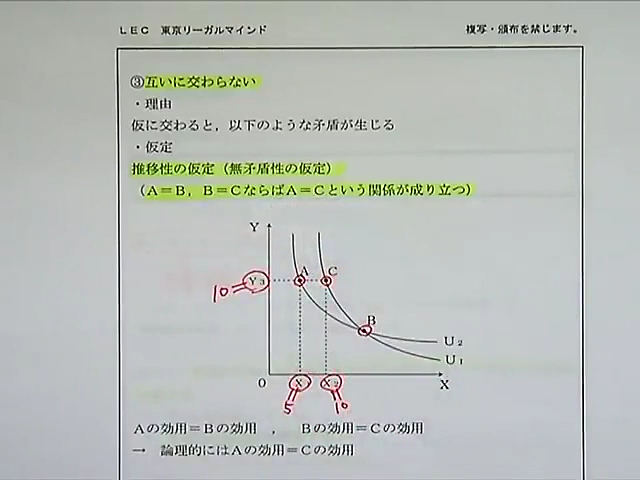 LEC 東京リーガルマインド 複写・頒布を禁じます。
③互いに交わらない
・理由
仮に交わると，以下のような矛盾が生じる
・仮定
推移性の仮定（無矛盾性の仮定）
（A＝B，B＝CならばA＝Cという関係が成り立つ）
Y
A C
10＝Y₃
B
U₂
U₁
0 X₂ X
5 10
Aの効用＝Bの効用 ， Bの効用＝Cの効用
→ 論理的にはAの効用＝Cの効用